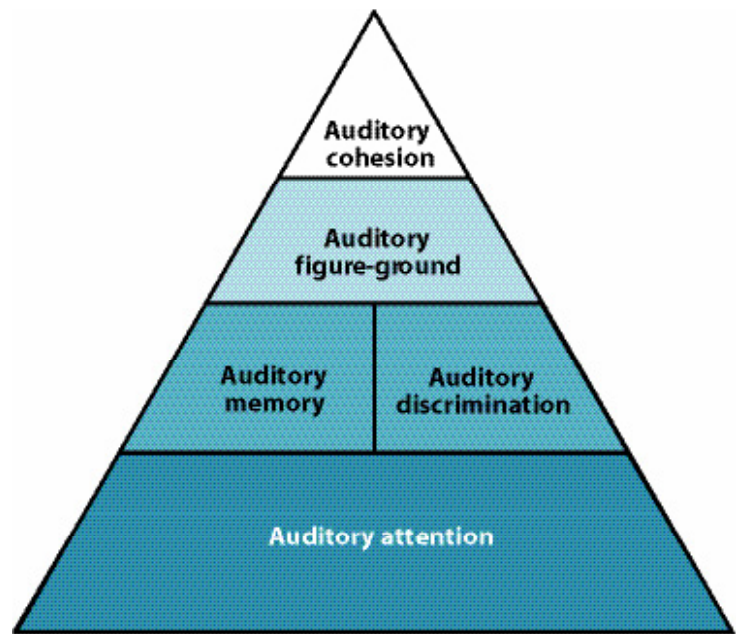 Auditory
cohesion
Auditory
figure-ground
Auditory
memory
Auditory
discrimination
Auditory attention